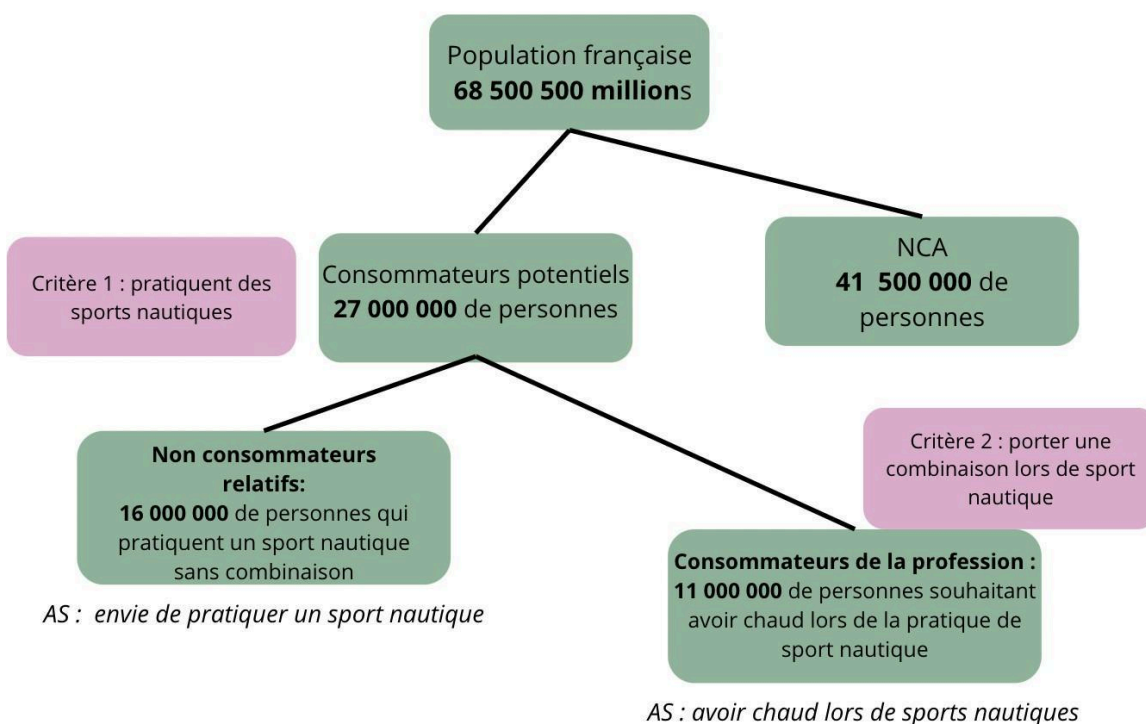 Population française
68 500 500 millions
Critère 1 : pratiquent des
sports nautiques
Consommateurs potentiels
27 000 000 de personnes
NCA
41 500 000 de
personnes
Non consommateurs
relatifs:
16 000 000 de personnes qui
pratiquent un sport nautique
sans combinaison
AS : envie de pratiquer un sport nautique
Critère 2 : porter une
combinaison lors de sport
nautique
Consommateurs de la profession :
11 000 000 de personnes souhaitant
avoir chaud lors de la pratique de
sport nautique
AS : avoir chaud lors de sports nautiques